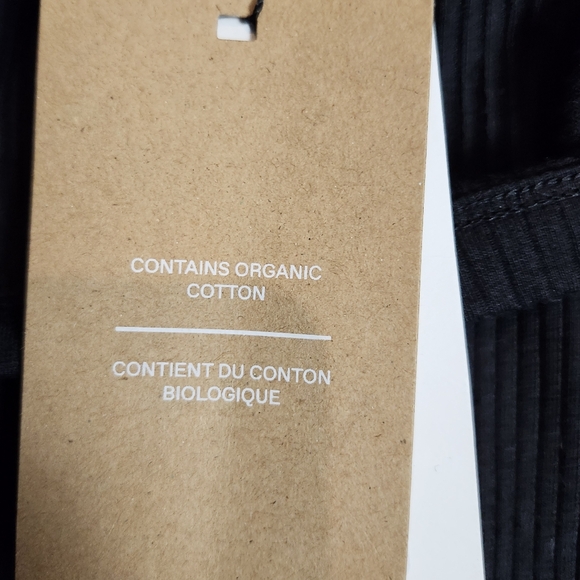 CONTAINS ORGANIC
COTTON
CONTIENT DU CONTON
BIOLOGIQUE